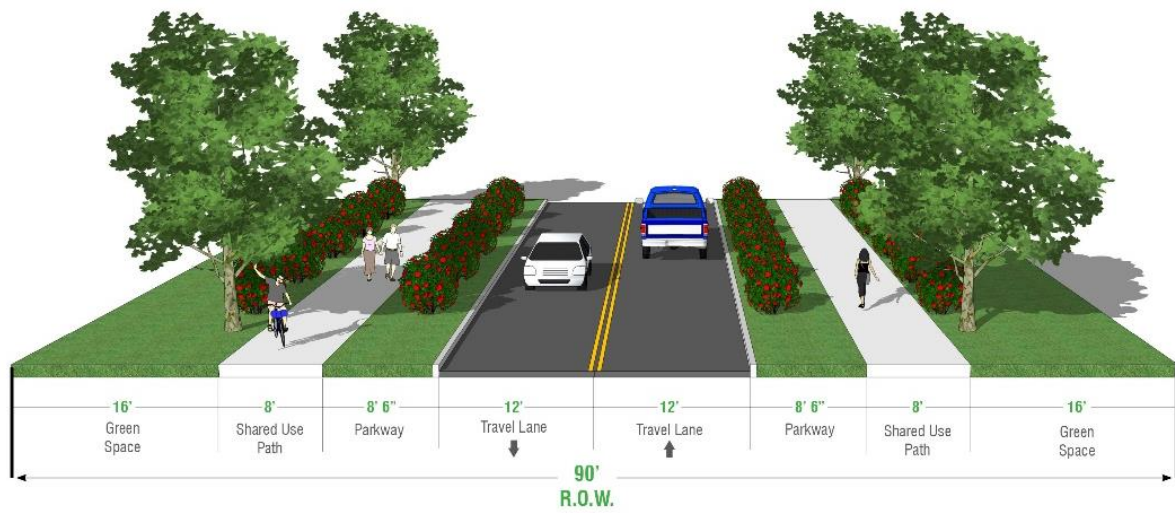 16' 8' 8' 6" 12' 12' 8' 6" 8' 16'
Green Space
Shared Use Path
Parkway
Travel Lane
Travel Lane
Parkway
Shared Use Path
Green Space
90'
R.O.W.